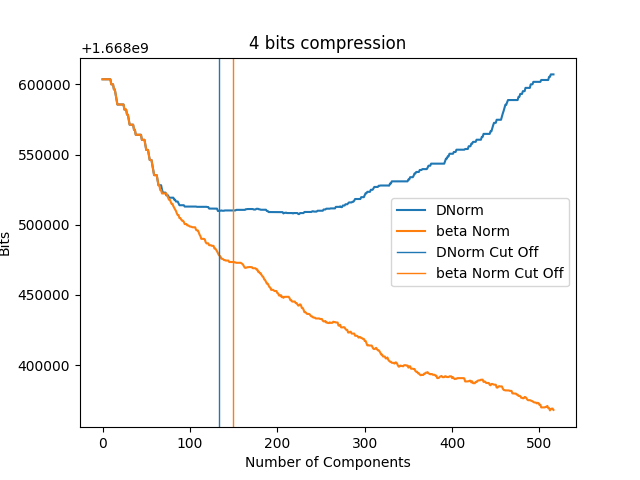 4 bits compression
+1.668e9
600000
550000
500000
450000
400000
Bits
0 100 200 300 400 500
Number of Components
DNorm
beta Norm
DNorm Cut Off
beta Norm Cut Off